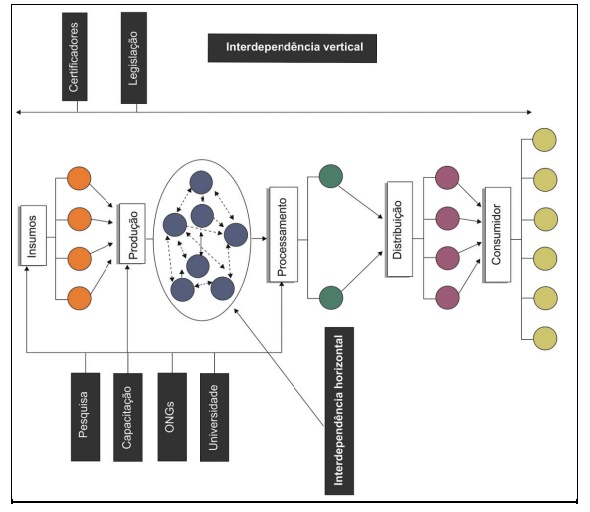 Certificadores
Legislação
Interdependência vertical
Insumos
Produção
Processamento
Distribuição
Consumidor
Pesquisa
Capacitação
ONGs
Universidade
Interdependência horizontal